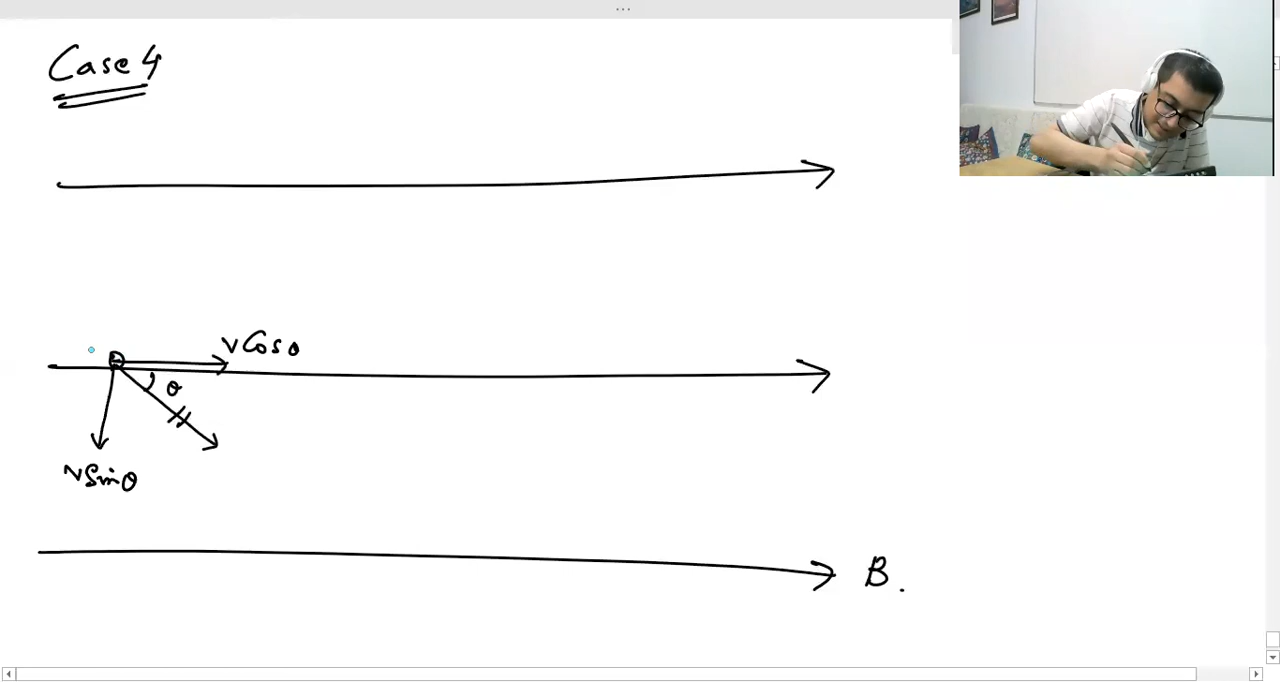 Case 4
vCosθ
θ
vSinθ
B.